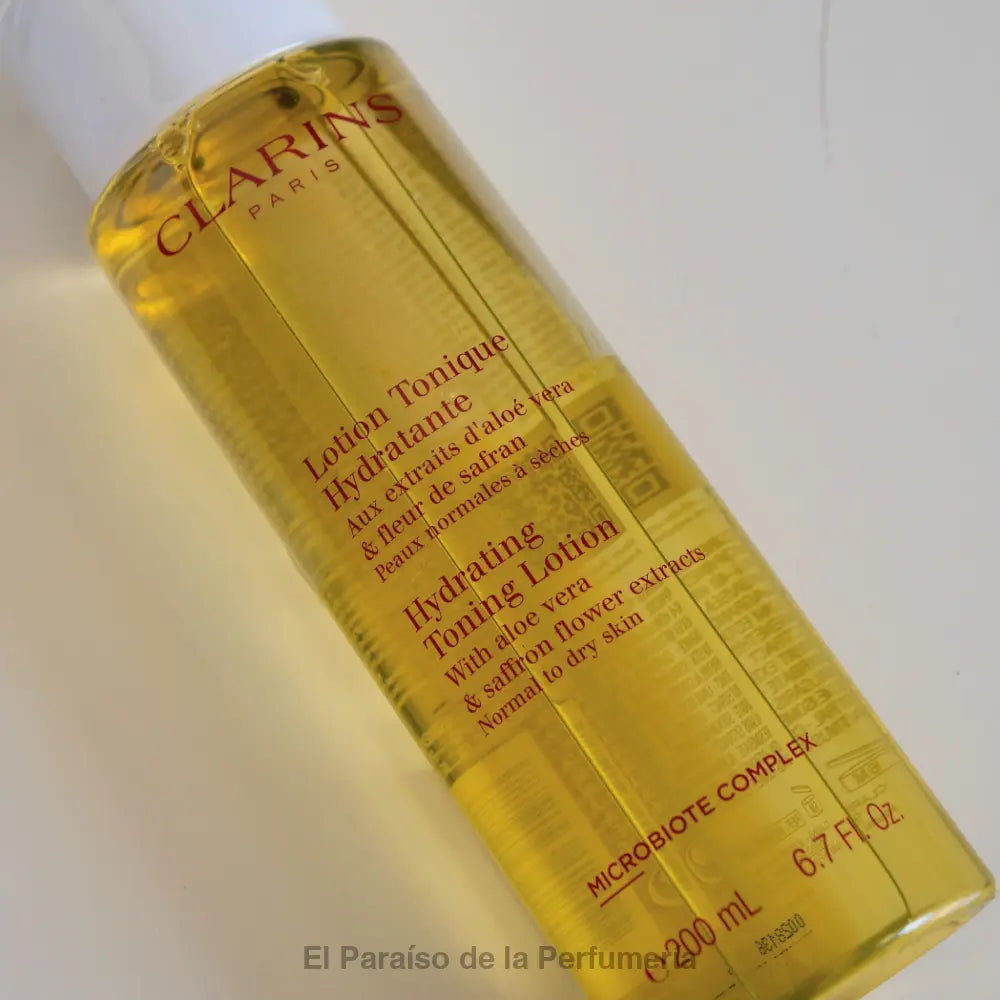 CLARINS
PARIS
Lotion Tonique
Hydratante
Aux extraits d'aloé vera
& fleur de safran
Peaux normales à sèches
Hydrating
Toning Lotion
With aloe vera
& saffron flower extracts
Normal to dry skin
MICROBIOTE COMPLEX
200 mL 6.7 Fl. Oz.
El Paraíso de la Perfumería